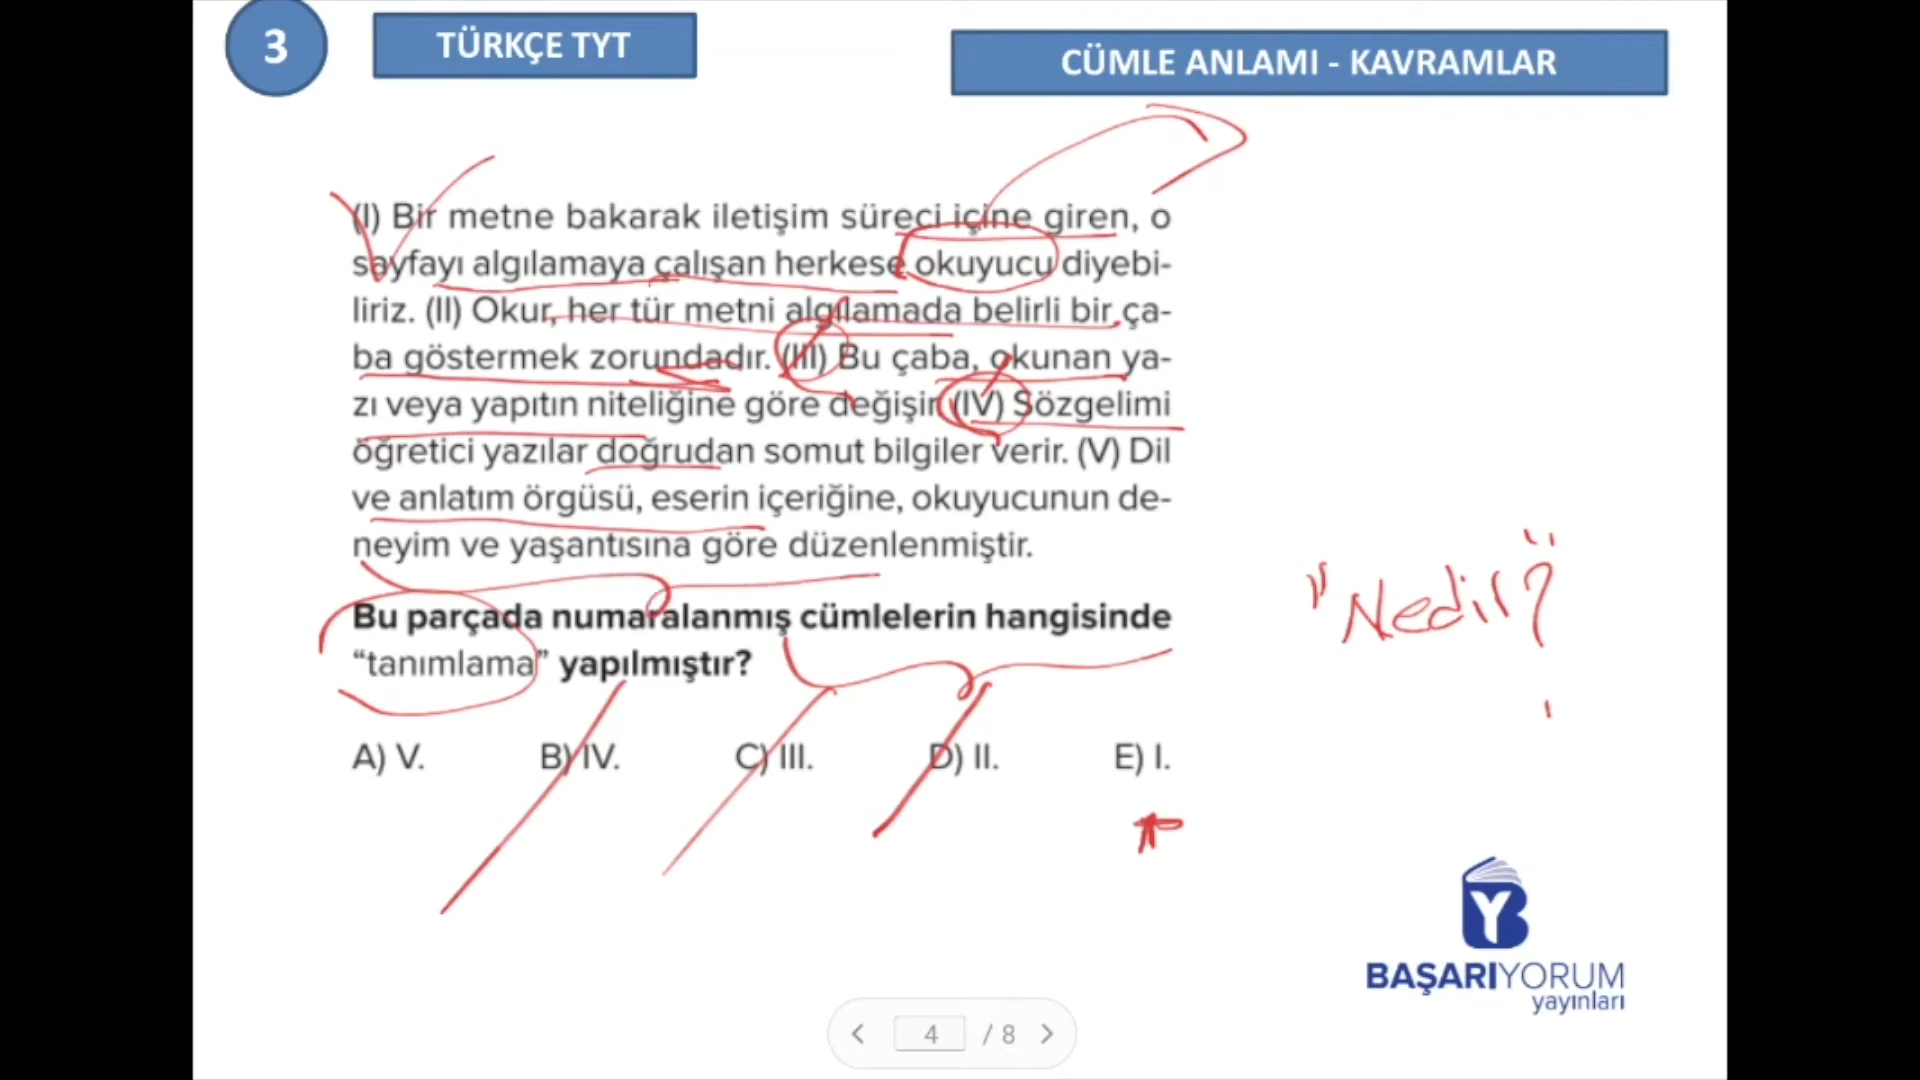 3
TÜRKÇE TYT
CÜMLE ANLAMI - KAVRAMLAR
(I) Bir metne bakarak iletişim süreci içine giren, o
sayfayı algılamaya çalışan herkese okuyucu diyebi-
liriz. (II) Okur, her tür metni algılamada belirli bir ça-
ba göstermek zorundadır. (III) Bu çaba, okunan ya-
zı veya yapıtın niteliğine göre değişir. (IV) Sözgelimi
öğretici yazılar doğrudan somut bilgiler verir. (V) Dil
ve anlatım örgüsü, eserin içeriğine, okuyucunun de-
neyim ve yaşantısına göre düzenlenmiştir.
Bu parçada numaralanmış cümlelerin hangisinde
“tanımlama” yapılmıştır?
A) V. B) IV. C) III. D) II. E) I.
"Nedir?"
BAŞARIYORUM
yayınları
4 / 8